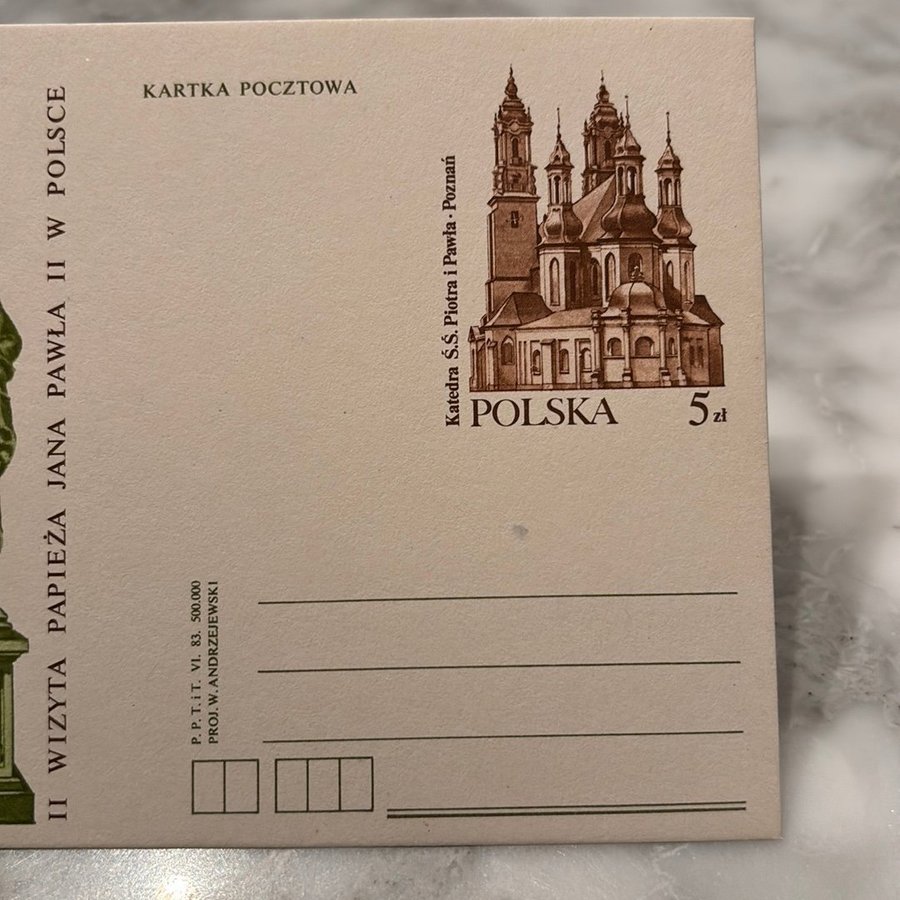 II WIZYTA PAPIEŻA JANA PAWŁA II W POLSCE
KARTKA POCZTOWA
Katedra Ś.Ś. Piotra i Pawła · Poznań
POLSKA 5 zł
P. P. T. i T. VI. 83. 500.000
PROJ. W. ANDRZEJEWSKI